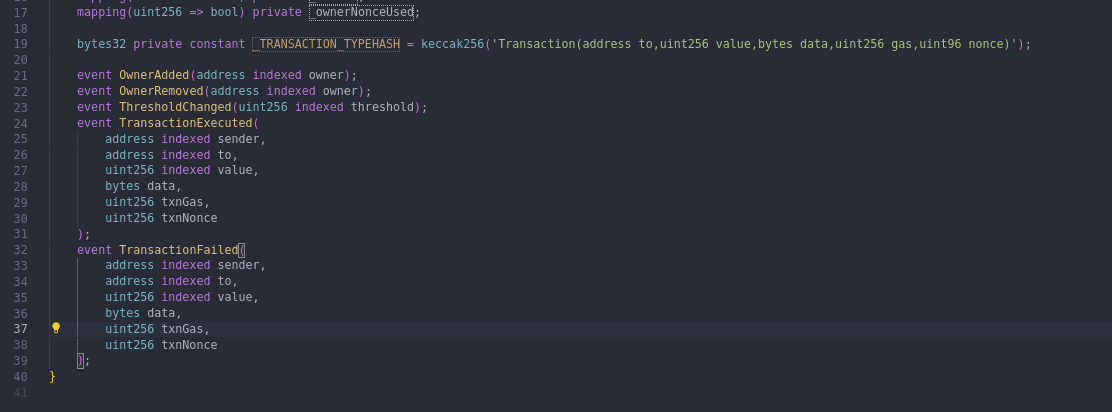 17 mapping(uint256 => bool) private _ownerNonceUsed;
18
19 bytes32 private constant _TRANSACTION_TYPEHASH = keccak256('Transaction(address to,uint256 value,bytes data,uint256 gas,uint96 nonce)');
20
21 event OwnerAdded(address indexed owner);
22 event OwnerRemoved(address indexed owner);
23 event ThresholdChanged(uint256 indexed threshold);
24 event TransactionExecuted(
25 address indexed sender,
26 address indexed to,
27 uint256 indexed value,
28 bytes data,
29 uint256 txnGas,
30 uint256 txnNonce
31 );
32 event TransactionFailed(
33 address indexed sender,
34 address indexed to,
35 uint256 indexed value,
36 bytes data,
37 uint256 txnGas,
38 uint256 txnNonce
39 );
40 }
41